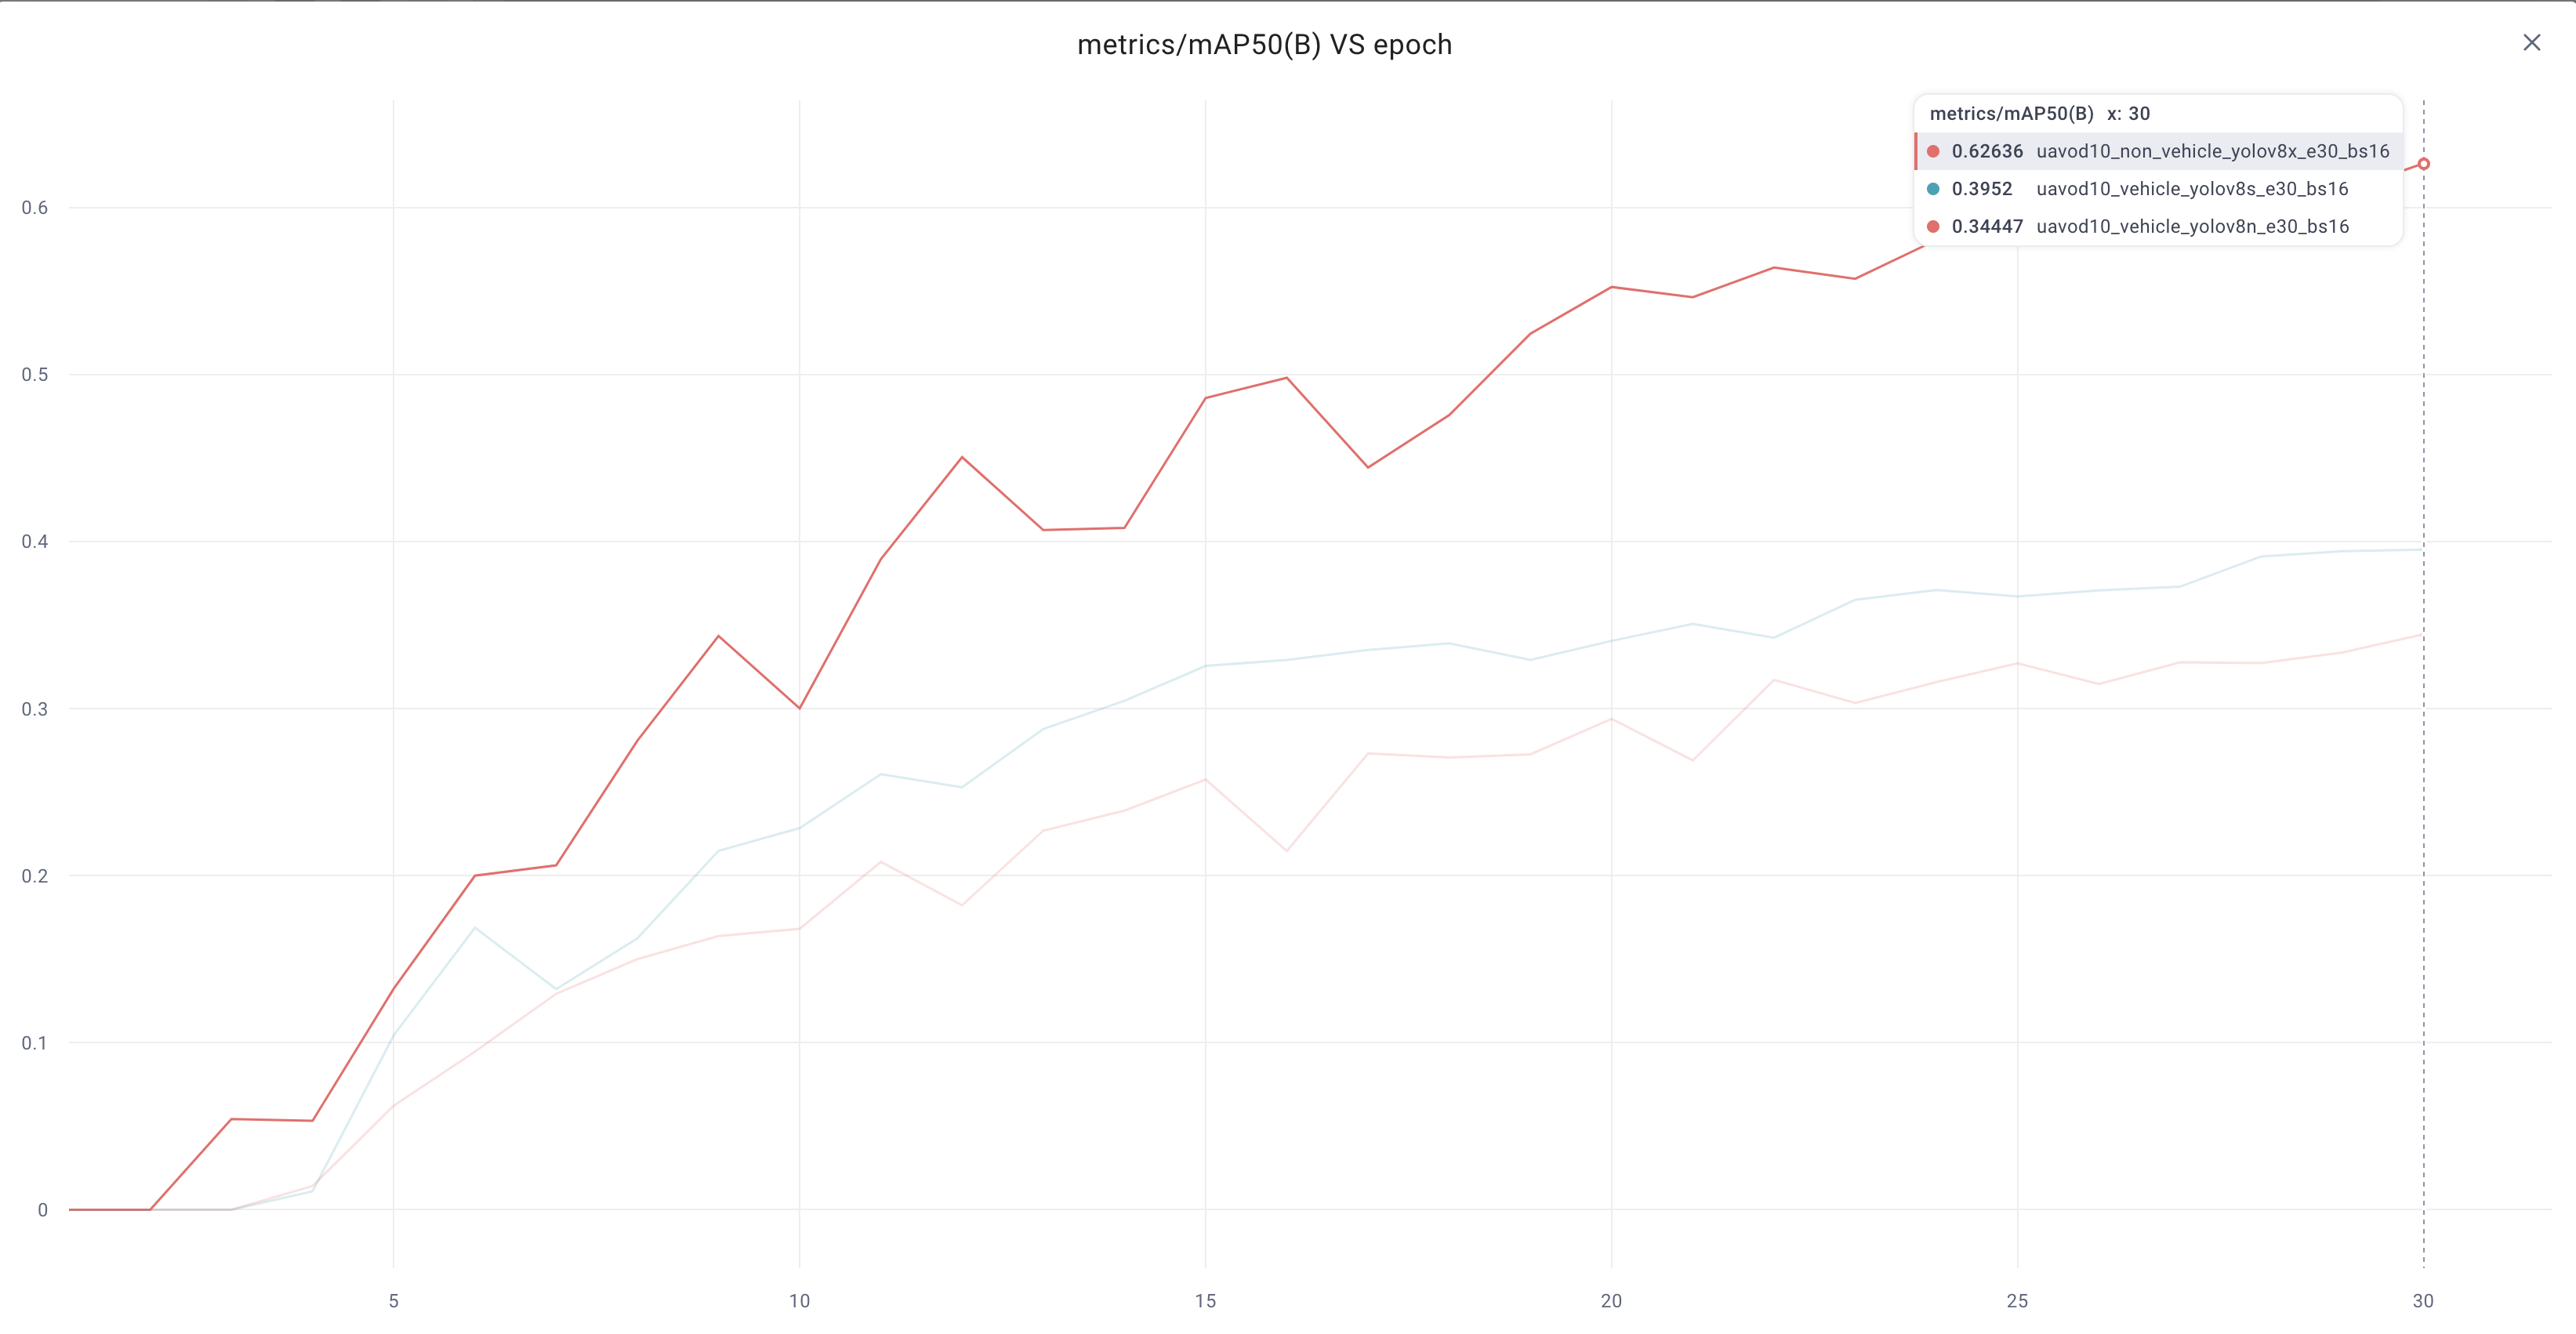 metrics/mAP50(B) VS epoch
metrics/mAP50(B) x: 30
0.62636 uavod10_non_vehicle_yolov8x_e30_bs16
0.3952 uavod10_vehicle_yolov8s_e30_bs16
0.34447 uavod10_vehicle_yolov8n_e30_bs16
0.6
0.5
0.4
0.3
0.2
0.1
0
5 10 15 20 25 30